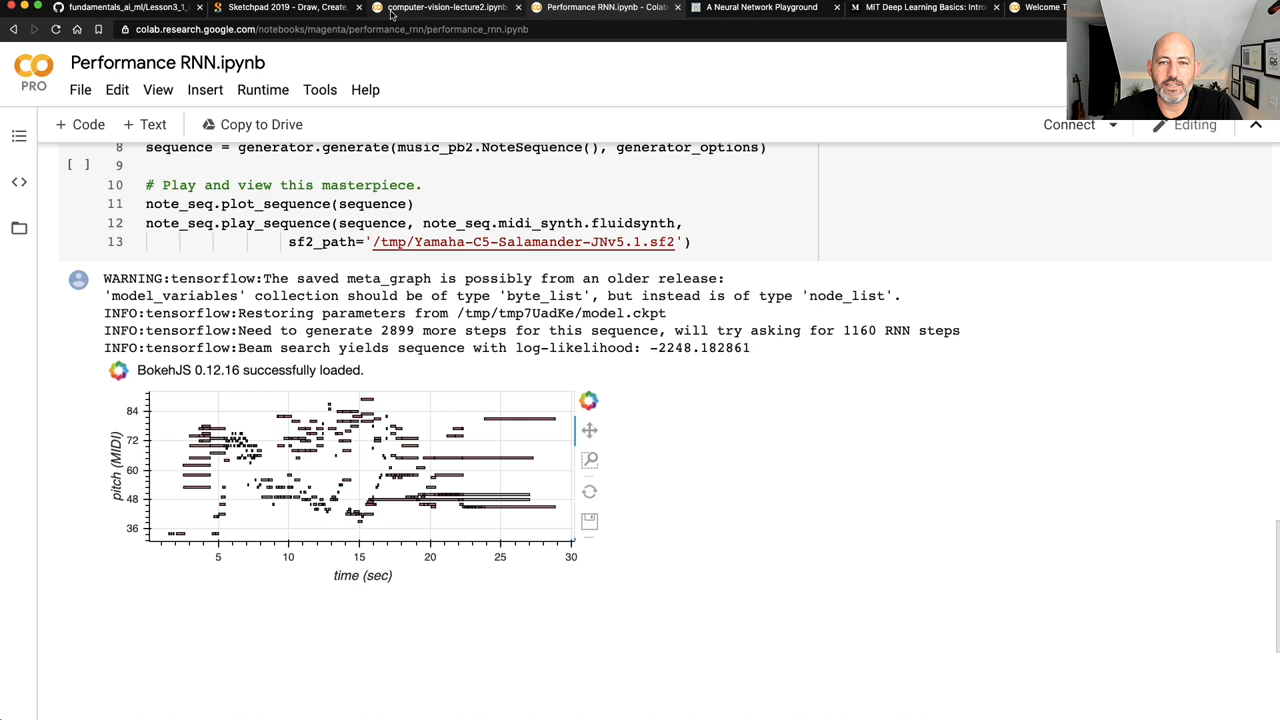 fundamentals_ai_ml/Lesson3_1_ × Sketchpad 2019 - Draw, Create, × computer-vision-lecture2.ipynb × Performance RNN.ipynb - Colab × A Neural Network Playground × MIT Deep Learning Basics: Intro × Welcome T
colab.research.google.com/notebooks/magenta/performance_rnn/performance_rnn.ipynb
CO
PRO
Performance RNN.ipynb
File Edit View Insert Runtime Tools Help
+ Code + Text Copy to Drive Connect Editing
8 sequence = generator.generate(music_pb2.NoteSequence(), generator_options)
[ ] 9
10 # Play and view this masterpiece.
11 note_seq.plot_sequence(sequence)
12 note_seq.play_sequence(sequence, note_seq.midi_synth.fluidsynth,
13 sf2_path='/tmp/Yamaha-C5-Salamander-JNv5.1.sf2')
WARNING:tensorflow:The saved meta_graph is possibly from an older release:
'model_variables' collection should be of type 'byte_list', but instead is of type 'node_list'.
INFO:tensorflow:Restoring parameters from /tmp/tmp7UadKe/model.ckpt
INFO:tensorflow:Need to generate 2899 more steps for this sequence, will try asking for 1160 RNN steps
INFO:tensorflow:Beam search yields sequence with log-likelihood: -2248.182861
BokehJS 0.12.16 successfully loaded.
84
72
60
48
36
pitch (MIDI)
5 10 15 20 25 30
time (sec)